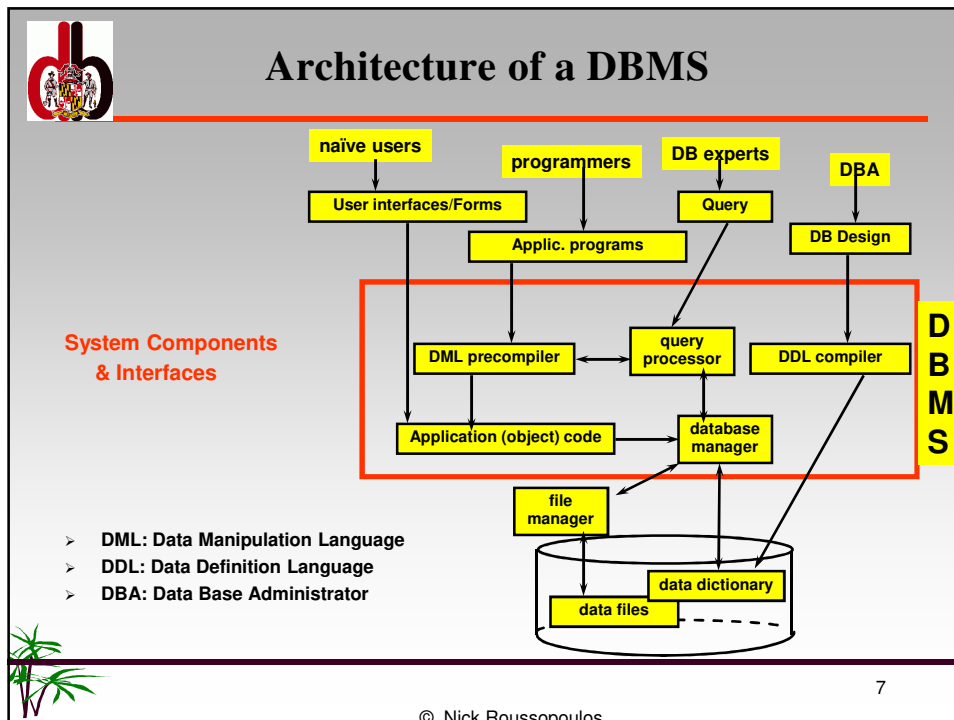 Architecture of a DBMS
naïve users
programmers
DB experts
DBA
User interfaces/Forms
Query
Applic. programs
DB Design
System Components
& Interfaces
DML precompiler
query
processor
DDL compiler
D
B
M
S
Application (object) code
database
manager
file
manager
➢ DML: Data Manipulation Language
➢ DDL: Data Definition Language
➢ DBA: Data Base Administrator
data dictionary
data files
7
© Nick Roussopoulos